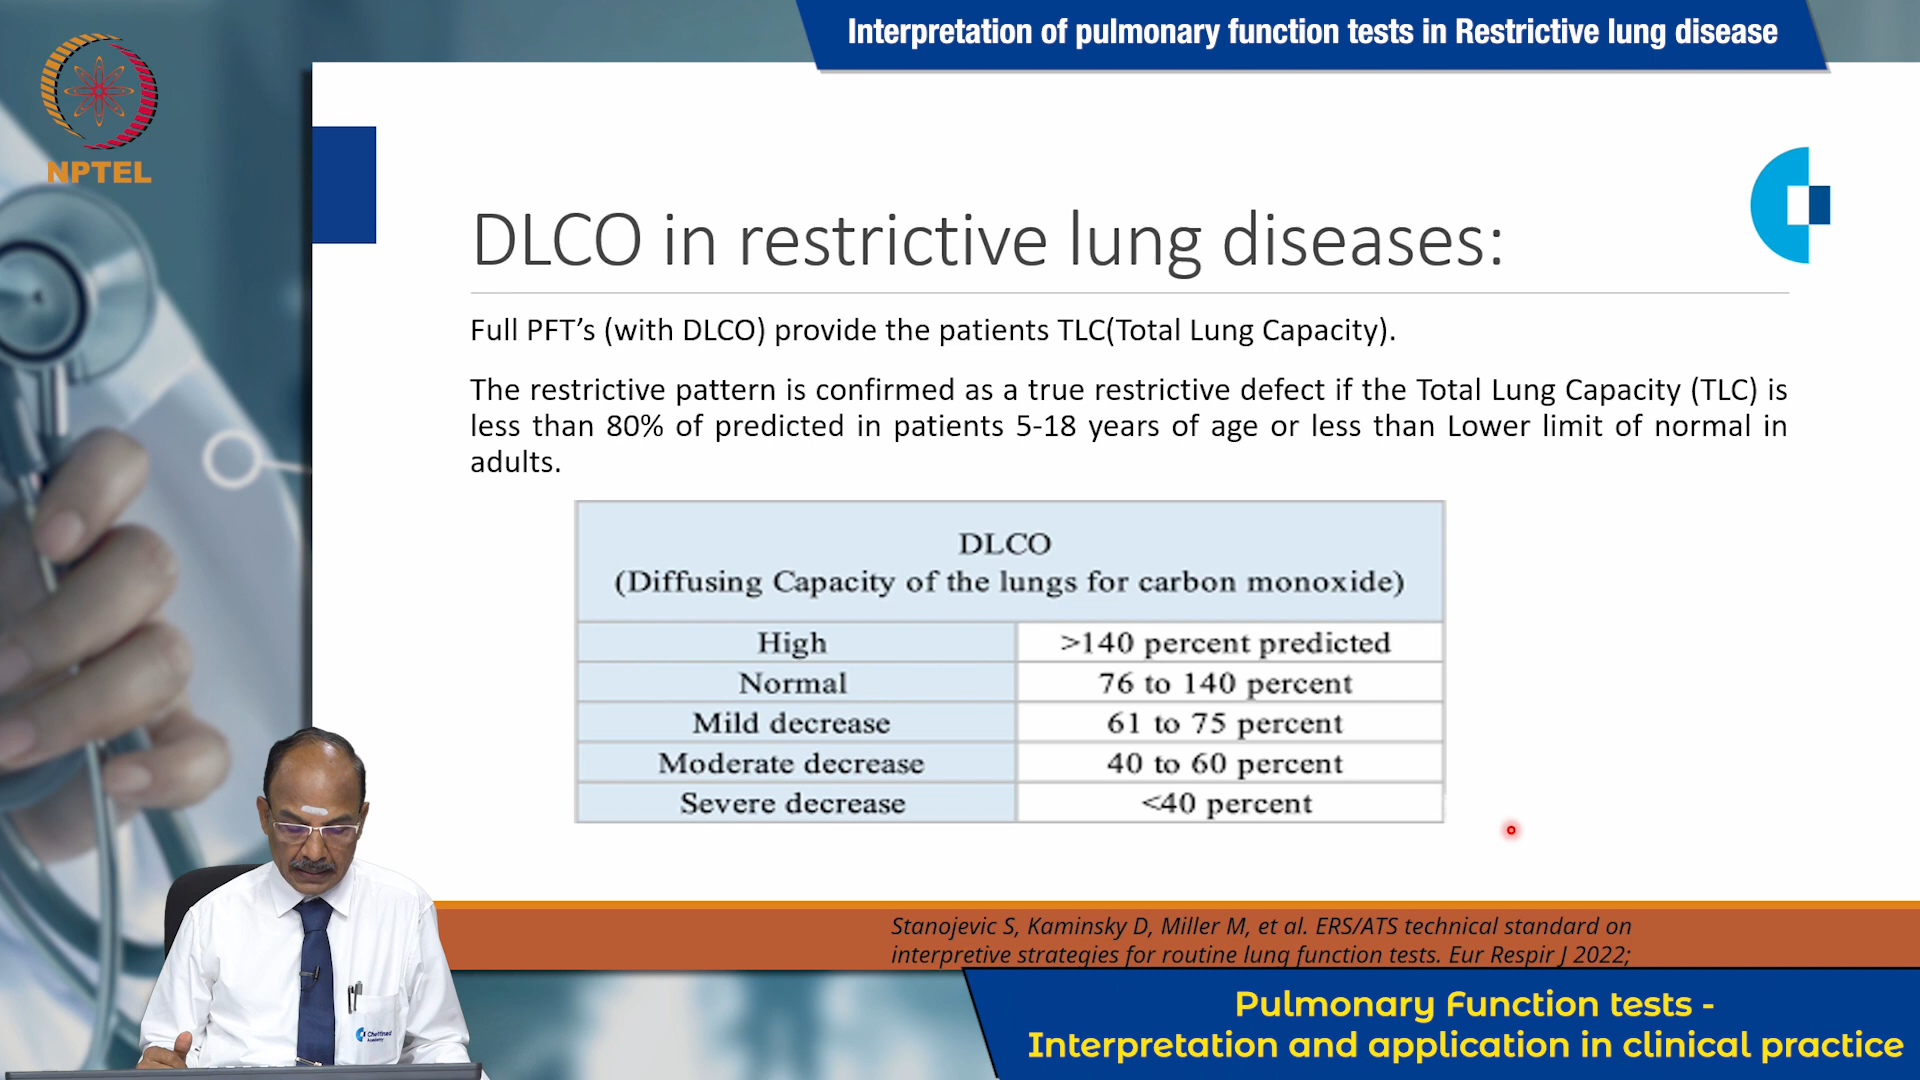 Interpretation of pulmonary function tests in Restrictive lung disease
NPTEL
DLCO in restrictive lung diseases:
Full PFT’s (with DLCO) provide the patients TLC(Total Lung Capacity).
The restrictive pattern is confirmed as a true restrictive defect if the Total Lung Capacity (TLC) is
less than 80% of predicted in patients 5-18 years of age or less than Lower limit of normal in
adults.
DLCO
(Diffusing Capacity of the lungs for carbon monoxide)
High >140 percent predicted
Normal 76 to 140 percent
Mild decrease 61 to 75 percent
Moderate decrease 40 to 60 percent
Severe decrease <40 percent
Stanojevic S, Kaminsky D, Miller M, et al. ERS/ATS technical standard on
interpretive strategies for routine lung function tests. Eur Respir J 2022;
Chettinad
Academy
Pulmonary Function tests -
Interpretation and application in clinical practice